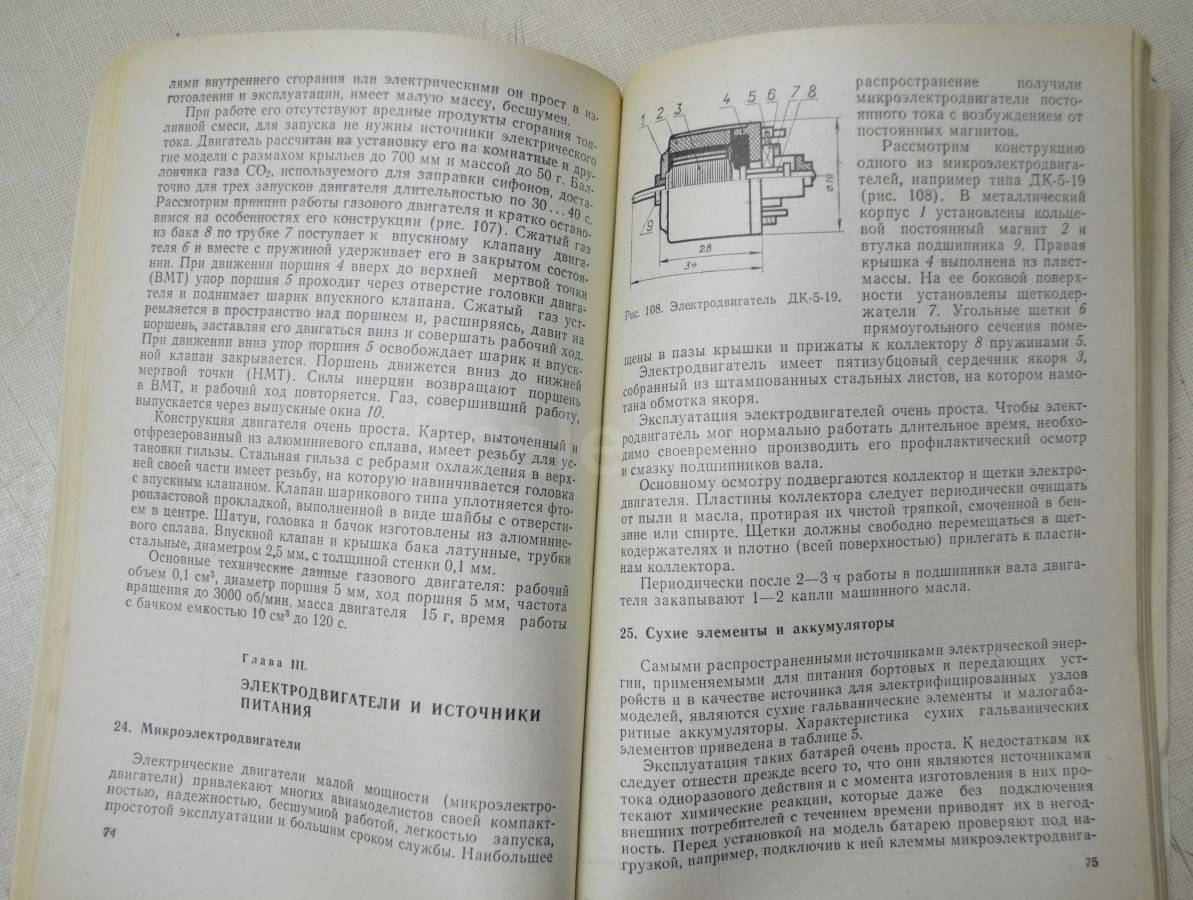 лями внутреннего сгорания или электрическими он прост в из-
готовлении и эксплуатации, имеет малую массу, бесшумен.
При работе его отсутствуют вредные продукты сгорания топ-
ливной смеси, для запуска не нужны источники электрического
тока. Двигатель рассчитан на установку его на комнатные и дру-
гие модели с размахом крыльев до 700 мм и массой до 50 г. Бал-
лончика газа CO₂, используемого для заправки сифонов, доста-
точно для трех запусков двигателя длительностью по 30...40 с.
Рассмотрим принцип работы газового двигателя и кратко остано-
вимся на особенностях его конструкции (рис. 107). Сжатый газ
из бака 8 по трубке 7 поступает к впускному клапану двига-
теля 6 и вместе с пружиной удерживает его в закрытом состоя-
нии. При движении поршня 4 вверх до верхней мертвой точки
(ВМТ) упор поршня 5 проходит через отверстие головки двига-
теля и поднимает шарик впускного клапана. Сжатый газ уст-
ремляется в пространство над поршнем и, расширяясь, давит на
поршень, заставляя его двигаться вниз и совершать рабочий ход.
При движении вниз упор поршня 5 освобождает шарик и впуск-
ной клапан закрывается. Поршень движется вниз до нижней
мертвой точки (НМТ). Силы инерции возвращают поршень
в ВМТ, и рабочий ход повторяется. Газ, совершивший работу,
выпускается через выпускные окна 10.
Конструкция двигателя очень проста. Картер, выточенный и
отфрезерованный из алюминиевого сплава, имеет резьбу для ус-
тановки гильзы. Стальная гильза с ребрами охлаждения в верх-
ней своей части имеет резьбу, на которую навинчивается головка
с впускным клапаном. Клапан шарикового типа уплотняется фто-
ропластовой прокладкой, выполненной в виде шайбы с отверсти-
ем в центре. Шатун, головка и бачок изготовлены из алюминие-
вого сплава. Впускной клапан и крышка бака латунные, трубки
стальные, диаметром 2,5 мм, с толщиной стенки 0,1 мм.
Основные технические данные газового двигателя: рабочий
объем 0,1 см³, диаметр поршня 5 мм, ход поршня 5 мм, частота
вращения до 3000 об/мин, масса двигателя 15 г, время работы
с бачком емкостью 10 см³ до 120 с.
Глава III.
ЭЛЕКТРОДВИГАТЕЛИ И ИСТОЧНИКИ
ПИТАНИЯ
24. Микроэлектродвигатели
Электрические двигатели малой мощности (микроэлектро-
двигатели) привлекают многих авиамоделистов своей компакт-
ностью, надежностью, бесшумной работой, легкостью запуска,
простотой эксплуатации и большим сроком службы. Наибольшее
74
1 2 3 4 5 6 7 8
9
28
34
ø19
Рис. 108. Электродвигатель ДК-5-19.
распространение получили
микроэлектродвигатели посто-
янного тока с возбуждением от
постоянных магнитов.
Рассмотрим конструкцию
одного из микроэлектродвига-
телей, например типа ДК-5-19
(рис. 108). В металлический
корпус 1 установлены кольце-
вой постоянный магнит 2 и
втулка подшипника 9. Правая
крышка 4 выполнена из пласт-
массы. На ее боковой поверх-
ности установлены щеткодер-
жатели 7. Угольные щетки 6
прямоугольного сечения поме-
щены в пазы крышки и прижаты к коллектору 8 пружинами 5.
Электродвигатель имеет пятизубцовый сердечник якоря 3,
собранный из штампованных стальных листов, на котором намо-
тана обмотка якоря.
Эксплуатация электродвигателей очень проста. Чтобы элект-
родвигатель мог нормально работать длительное время, необхо-
димо своевременно производить его профилактический осмотр
и смазку подшипников вала.
Основному осмотру подвергаются коллектор и щетки электро-
двигателя. Пластины коллектора следует периодически очищать
от пыли и масла, протирая их чистой тряпкой, смоченной в бен-
зине или спирте. Щетки должны свободно перемещаться в щет-
кодержателях и плотно (всей поверхностью) прилегать к пласти-
нам коллектора.
Периодически после 2—3 ч работы в подшипники вала двига-
теля закапывают 1—2 капли машинного масла.
25. Сухие элементы и аккумуляторы
Самыми распространенными источниками электрической энер-
гии, применяемыми для питания бортовых и передающих уст-
ройств и в качестве источника для электрифицированных узлов
моделей, являются сухие гальванические элементы и малогаба-
ритные аккумуляторы. Характеристика сухих гальванических
элементов приведена в таблице 5.
Эксплуатация таких батарей очень проста. К недостаткам их
следует отнести прежде всего то, что они являются источниками
тока одноразового действия и с момента изготовления в них про-
текают химические реакции, которые даже без подключения
внешних потребителей с течением времени приводят их в негод-
ность. Перед установкой на модель батарею проверяют под на-
грузкой, например, подключив к ней клеммы микроэлектродвига-
75